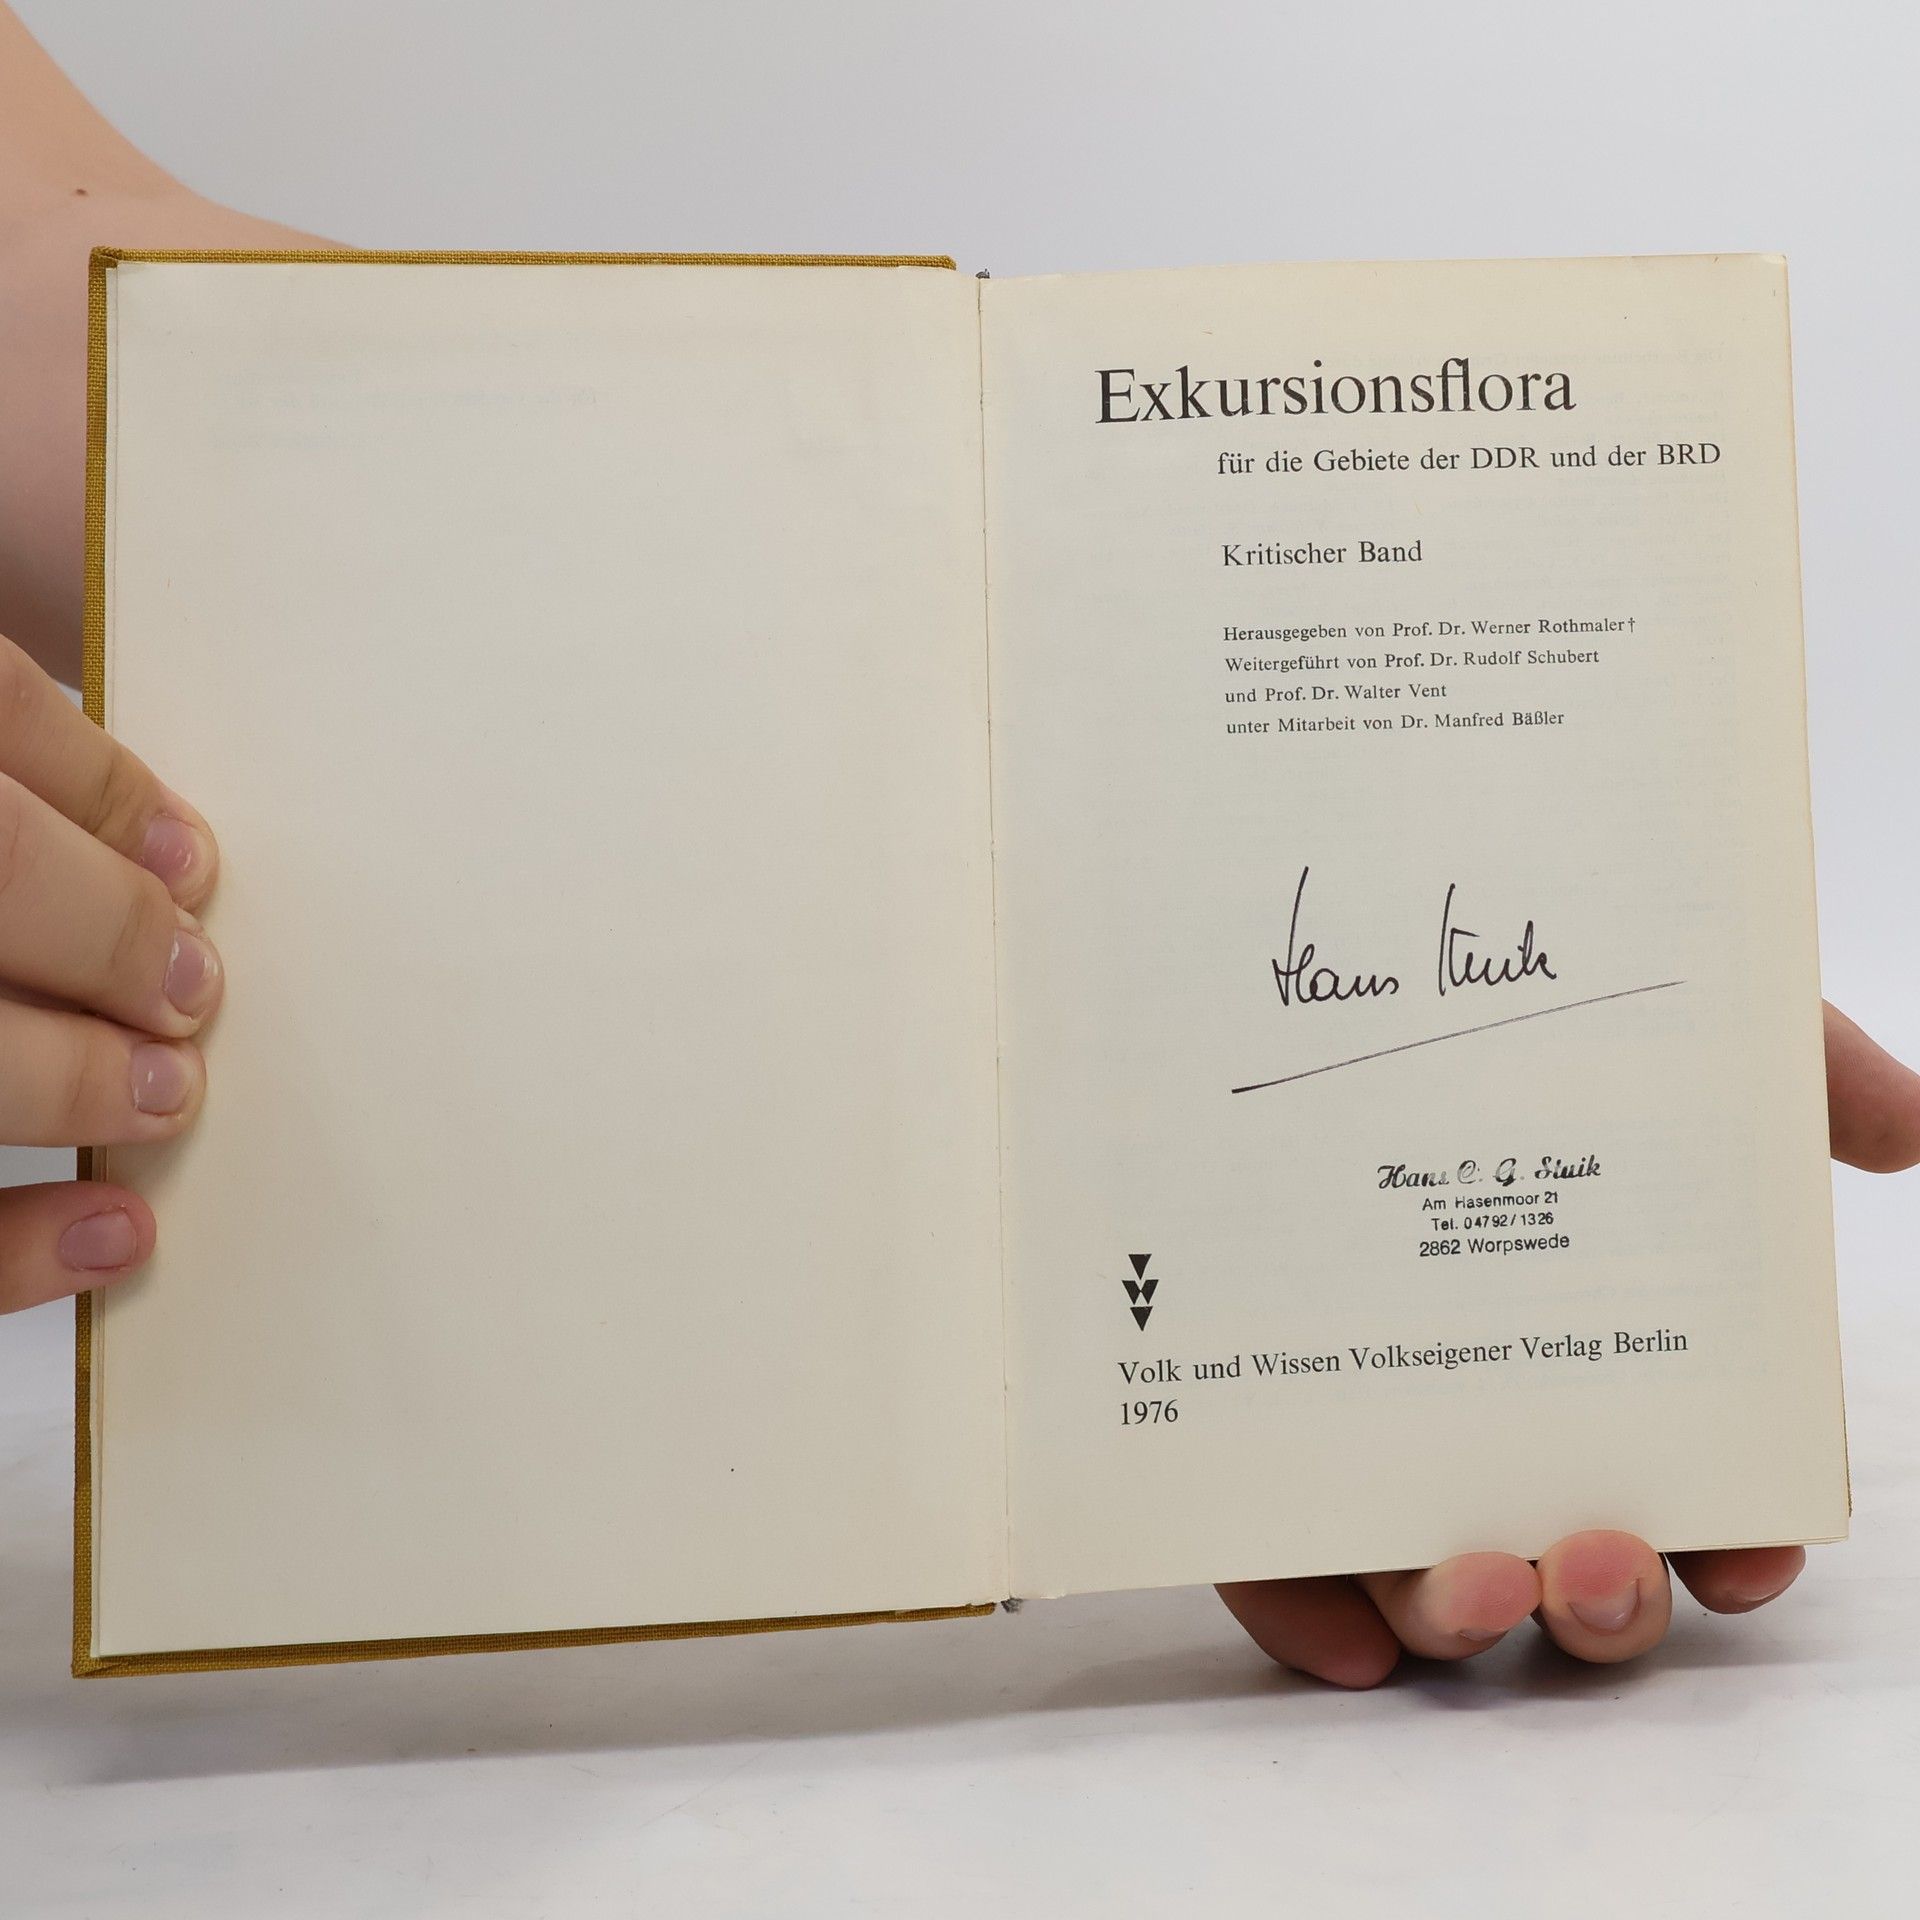 Exkursionsflora
für die Gebiete der DDR und der BRD
Kritischer Band
Herausgegeben von Prof. Dr. Werner Rothmaler†
Weitergeführt von Prof. Dr. Rudolf Schubert
und Prof. Dr. Walter Vent
unter Mitarbeit von Dr. Manfred Bäßler
Hans
Hans C. G. Stuik
Am Hasenmoor 21
Tel. 04792/1326
2862 Worpswede
Volk und Wissen Volkseigener Verlag Berlin
1976